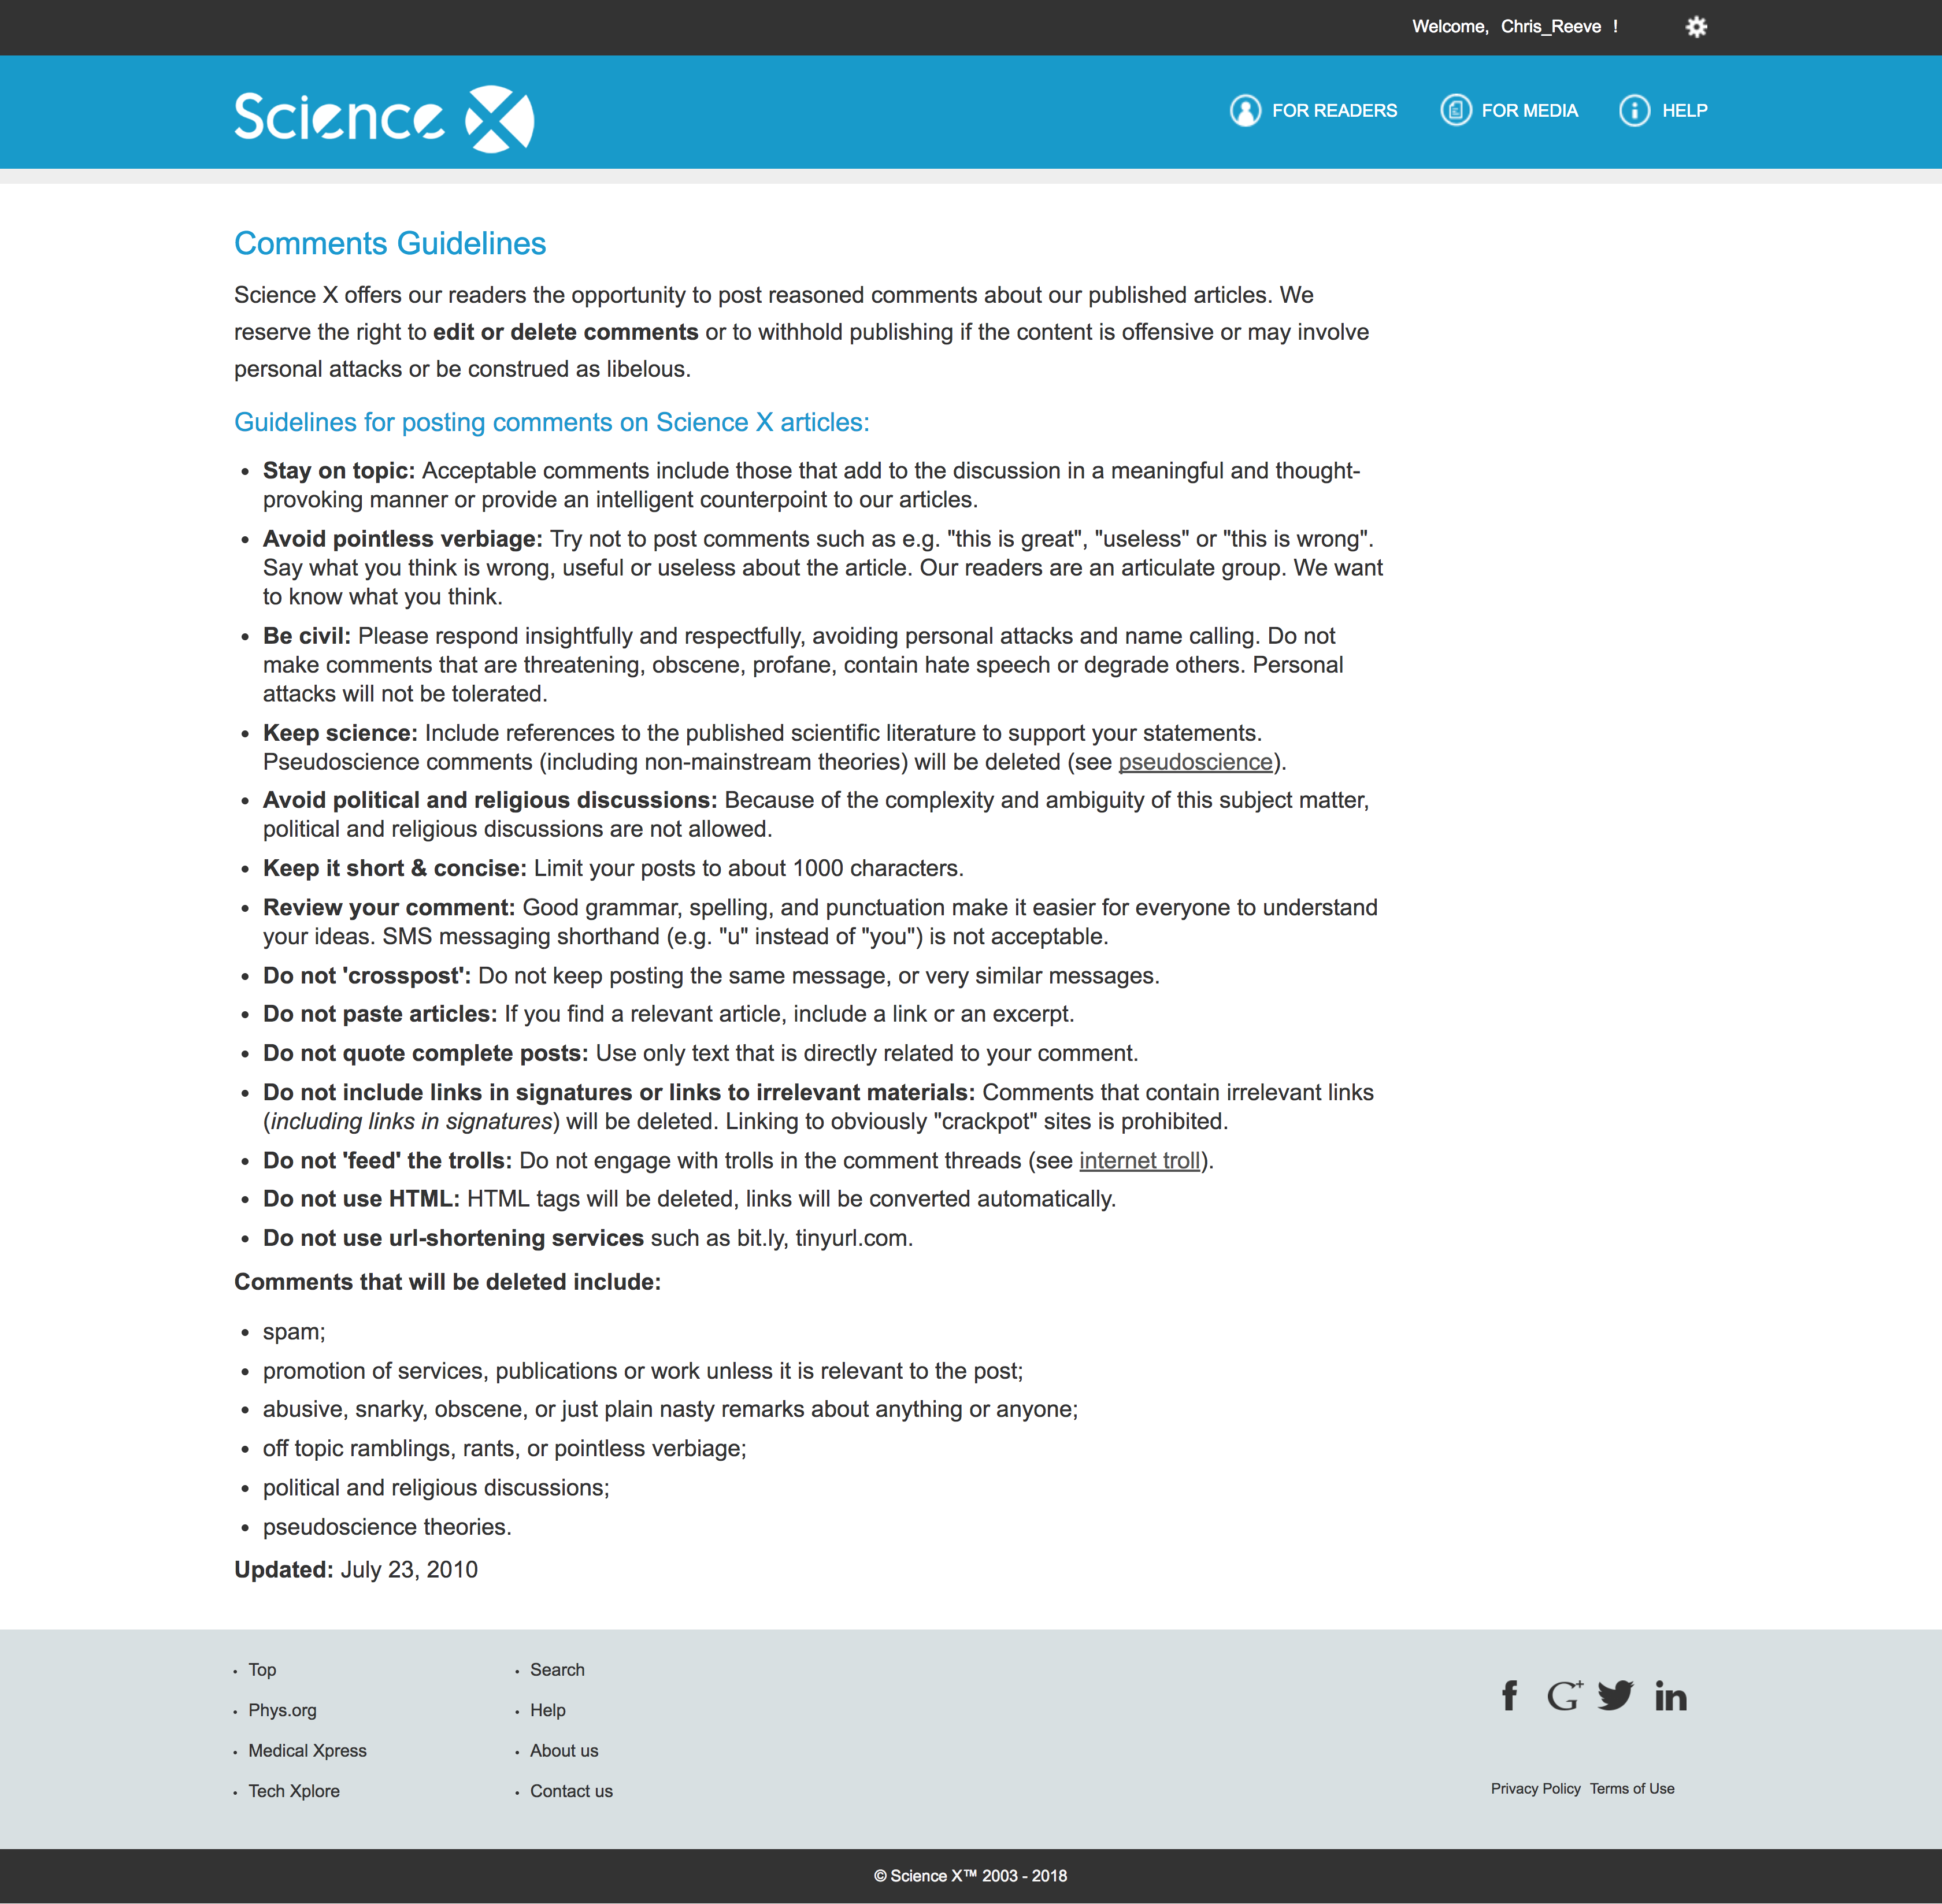 Welcome, Chris_Reeve !
Science X
FOR READERS
FOR MEDIA
HELP
Comments Guidelines
Science X offers our readers the opportunity to post reasoned comments about our published articles. We
reserve the right to edit or delete comments or to withhold publishing if the content is offensive or may involve
personal attacks or be construed as libelous.
Guidelines for posting comments on Science X articles:
• Stay on topic: Acceptable comments include those that add to the discussion in a meaningful and thought-
provoking manner or provide an intelligent counterpoint to our articles.
• Avoid pointless verbiage: Try not to post comments such as e.g. "this is great", "useless" or "this is wrong".
Say what you think is wrong, useful or useless about the article. Our readers are an articulate group. We want
to know what you think.
• Be civil: Please respond insightfully and respectfully, avoiding personal attacks and name calling. Do not
make comments that are threatening, obscene, profane, contain hate speech or degrade others. Personal
attacks will not be tolerated.
• Keep science: Include references to the published scientific literature to support your statements.
Pseudoscience comments (including non-mainstream theories) will be deleted (see pseudoscience).
• Avoid political and religious discussions: Because of the complexity and ambiguity of this subject matter,
political and religious discussions are not allowed.
• Keep it short & concise: Limit your posts to about 1000 characters.
• Review your comment: Good grammar, spelling, and punctuation make it easier for everyone to understand
your ideas. SMS messaging shorthand (e.g. "u" instead of "you") is not acceptable.
• Do not 'crosspost': Do not keep posting the same message, or very similar messages.
• Do not paste articles: If you find a relevant article, include a link or an excerpt.
• Do not quote complete posts: Use only text that is directly related to your comment.
• Do not include links in signatures or links to irrelevant materials: Comments that contain irrelevant links
(including links in signatures) will be deleted. Linking to obviously "crackpot" sites is prohibited.
• Do not 'feed' the trolls: Do not engage with trolls in the comment threads (see internet troll).
• Do not use HTML: HTML tags will be deleted, links will be converted automatically.
• Do not use url-shortening services such as bit.ly, tinyurl.com.
Comments that will be deleted include:
• spam;
• promotion of services, publications or work unless it is relevant to the post;
• abusive, snarky, obscene, or just plain nasty remarks about anything or anyone;
• off topic ramblings, rants, or pointless verbiage;
• political and religious discussions;
• pseudoscience theories.
Updated: July 23, 2010
• Top
• Phys.org
• Medical Xpress
• Tech Xplore
• Search
• Help
• About us
• Contact us
f G+ in
Privacy Policy Terms of Use
© Science X™ 2003 - 2018